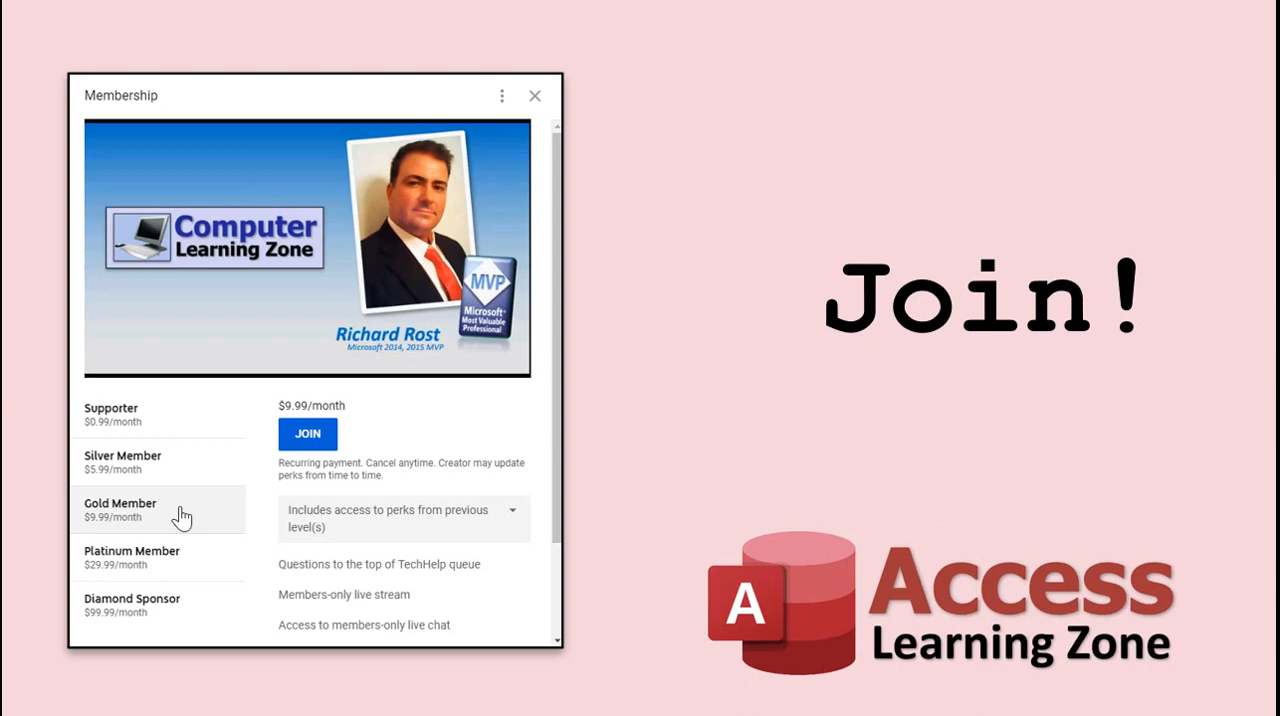 Membership
Computer
Learning Zone
MVP
Microsoft®
Most Valuable
Professional
Richard Rost
Microsoft 2014, 2015 MVP
Supporter
$0.99/month
Silver Member
$5.99/month
Gold Member
$9.99/month
Platinum Member
$29.99/month
Diamond Sponsor
$99.99/month
$9.99/month
JOIN
Recurring payment. Cancel anytime. Creator may update
perks from time to time.
Includes access to perks from previous
level(s)
Questions to the top of TechHelp queue
Members-only live stream
Access to members-only live chat
Join!
A
Access
Learning Zone